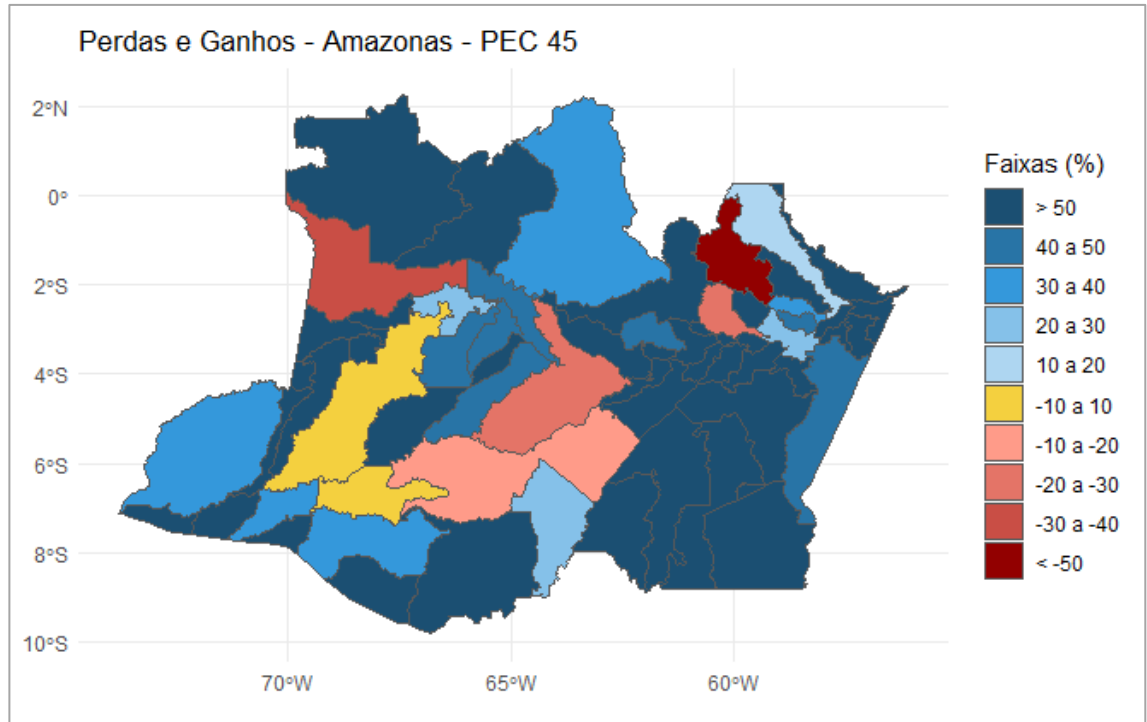 Perdas e Ganhos - Amazonas - PEC 45
2°N
0°
2°S
4°S
6°S
8°S
10°S
70°W
65°W
60°W
Faixas (%)
> 50
40 a 50
30 a 40
20 a 30
10 a 20
-10 a 10
-10 a -20
-20 a -30
-30 a -40
< -50